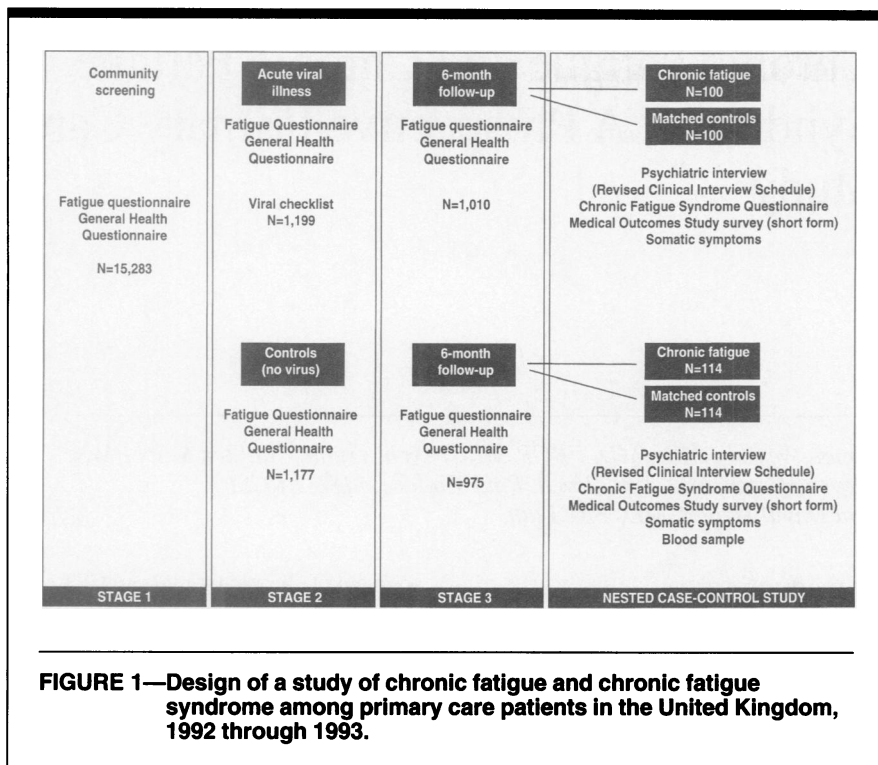 Community
screening
Fatigue questionnaire
General Health
Questionnaire
N=15,283
STAGE 1
Acute viral
illness
Fatigue Questionnaire
General Health
Questionnaire
Viral checklist
N=1,199
Controls
(no virus)
Fatigue Questionnaire
General Health
Questionnaire
N=1,177
STAGE 2
6-month
follow-up
Fatigue questionnaire
General Health
Questionnaire
N=1,010
6-month
follow-up
Fatigue questionnaire
General Health
Questionnaire
N=975
STAGE 3
Chronic fatigue
N=100
Matched controls
N=100
Psychiatric interview
(Revised Clinical Interview Schedule)
Chronic Fatigue Syndrome Questionnaire
Medical Outcomes Study survey (short form)
Somatic symptoms
Chronic fatigue
N=114
Matched controls
N=114
Psychiatric interview
(Revised Clinical Interview Schedule)
Chronic Fatigue Syndrome Questionnaire
Medical Outcomes Study survey (short form)
Somatic symptoms
Blood sample
NESTED CASE-CONTROL STUDY
FIGURE 1—Design of a study of chronic fatigue and chronic fatigue
syndrome among primary care patients in the United Kingdom,
1992 through 1993.